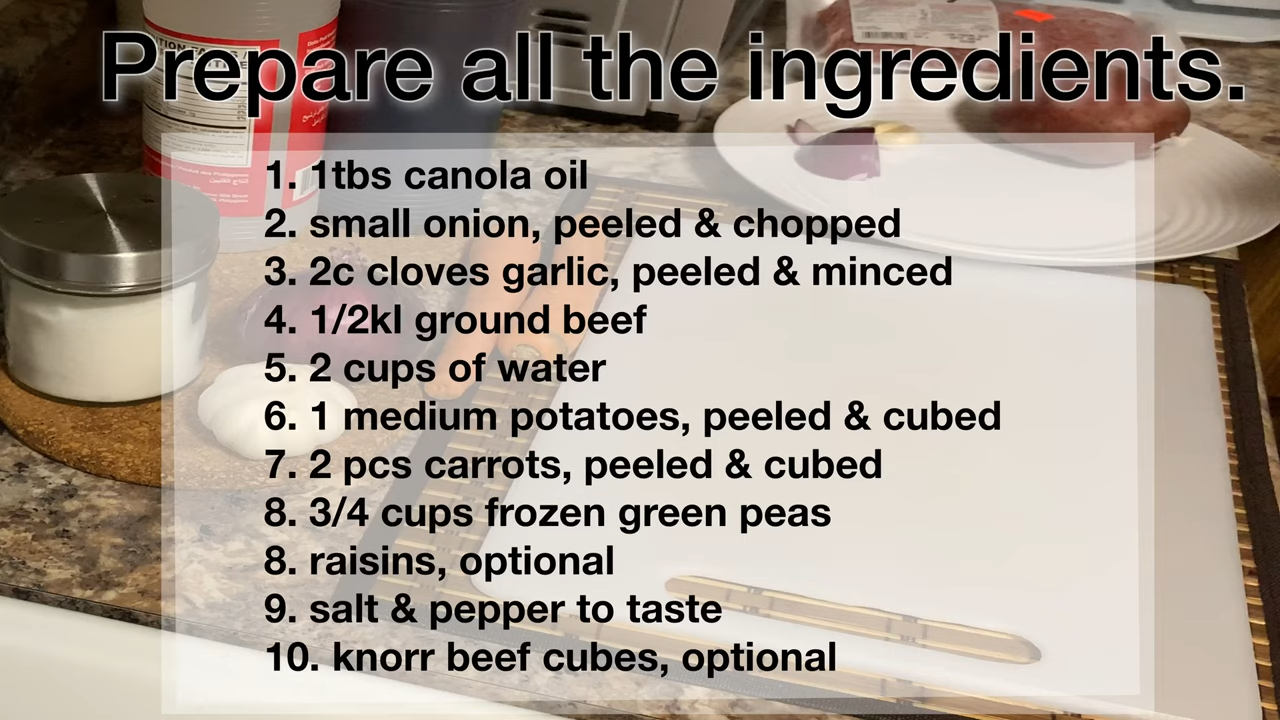 Prepare all the ingredients.
1. 1tbs canola oil
2. small onion, peeled & chopped
3. 2c cloves garlic, peeled & minced
4. 1/2kl ground beef
5. 2 cups of water
6. 1 medium potatoes, peeled & cubed
7. 2 pcs carrots, peeled & cubed
8. 3/4 cups frozen green peas
8. raisins, optional
9. salt & pepper to taste
10. knorr beef cubes, optional